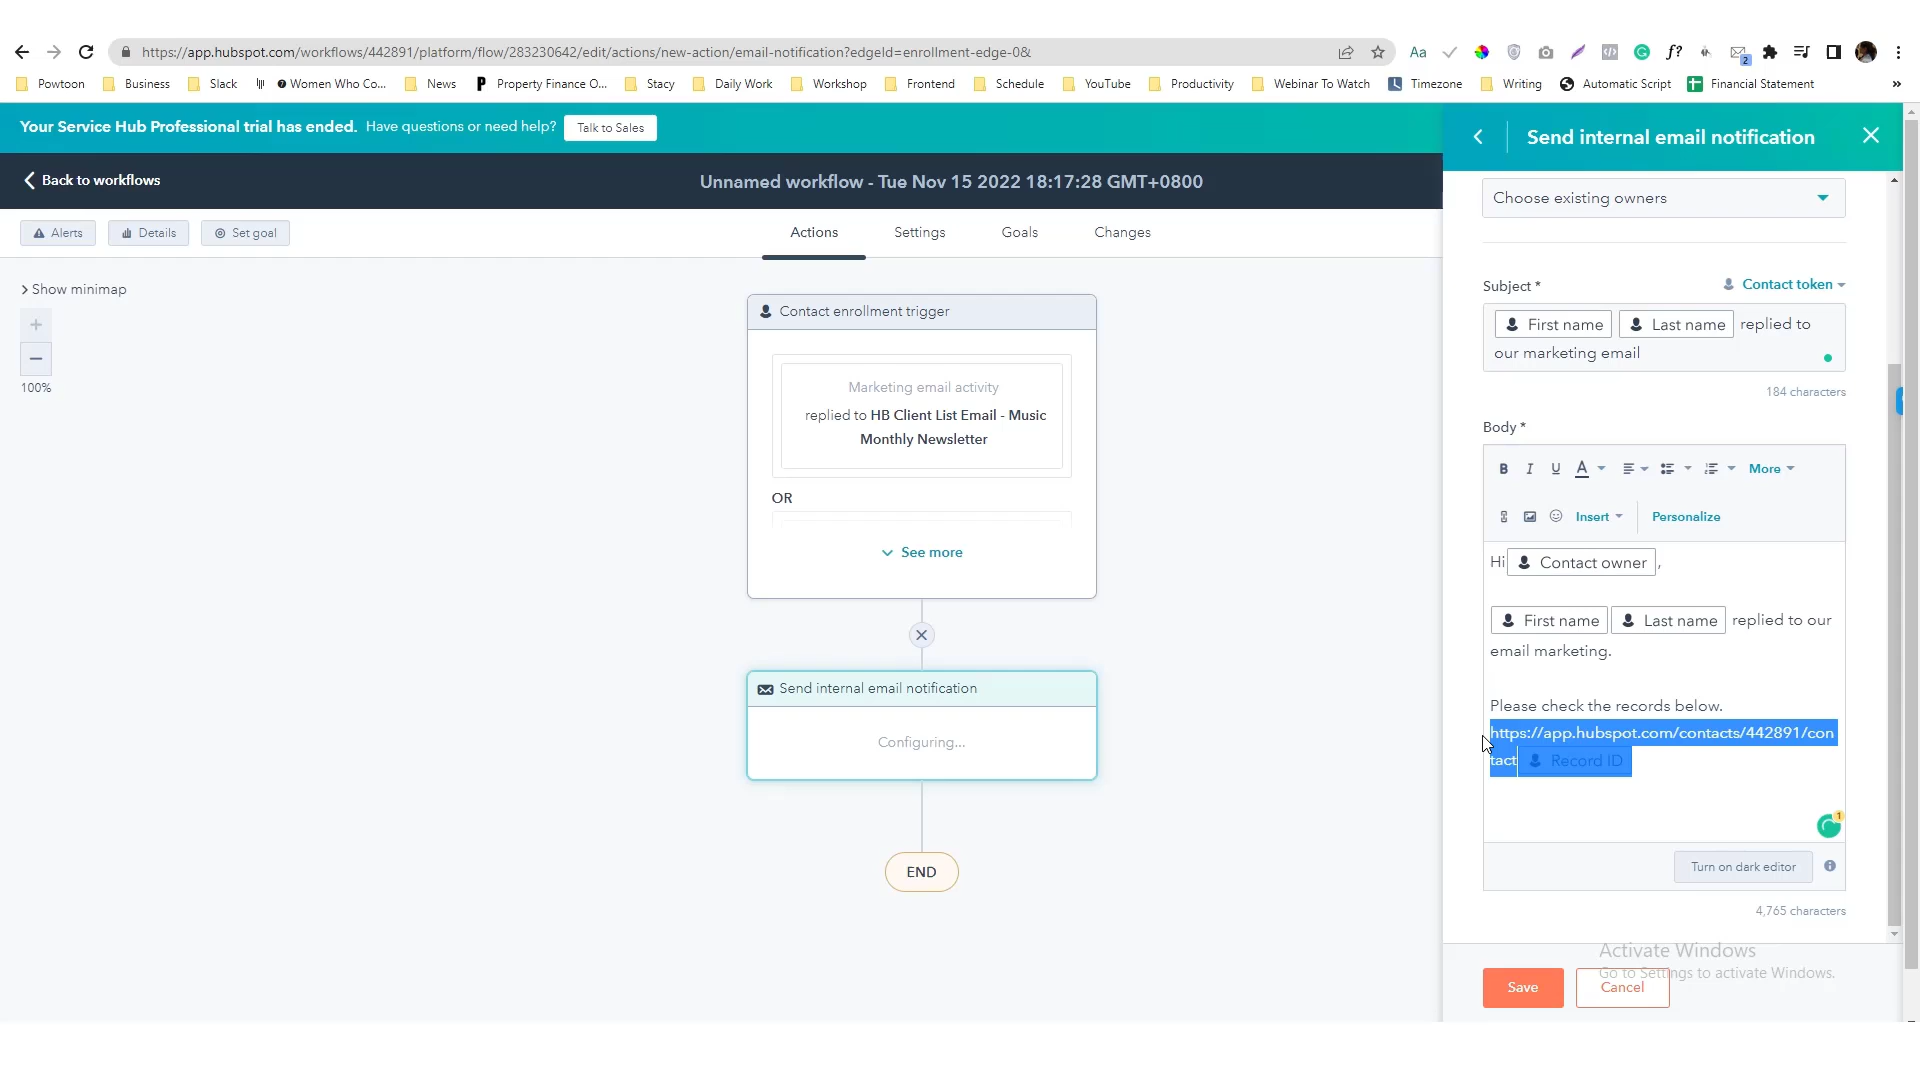 https://app.hubspot.com/workflows/442891/platform/flow/283230642/edit/actions/new-action/email-notification?edgeId=enrollment-edge-0&
Aa
f?
2
Powtoon
Business
Slack
Women Who Co...
News
Property Finance O...
Stacy
Daily Work
Workshop
Frontend
Schedule
YouTube
Productivity
Webinar To Watch
Timezone
Writing
Automatic Script
Financial Statement
»
Your Service Hub Professional trial has ended. Have questions or need help?
Talk to Sales
Back to workflows
Unnamed workflow - Tue Nov 15 2022 18:17:28 GMT+0800
Alerts
Details
Set goal
Actions
Settings
Goals
Changes
Show minimap
+
−
100%
Contact enrollment trigger
Marketing email activity
replied to HB Client List Email - Music
Monthly Newsletter
OR
See more
Send internal email notification
Configuring...
END
Send internal email notification
Choose existing owners
Subject *
Contact token
First name Last name replied to
our marketing email
184 characters
Body *
B I U A
More
Insert
Personalize
Hi Contact owner ,
First name Last name replied to our
email marketing.
Please check the records below.
https://app.hubspot.com/contacts/442891/con
tact Record ID
1
Turn on dark editor
4,765 characters
Activate Windows
Go to Settings to activate Windows.
Save
Cancel